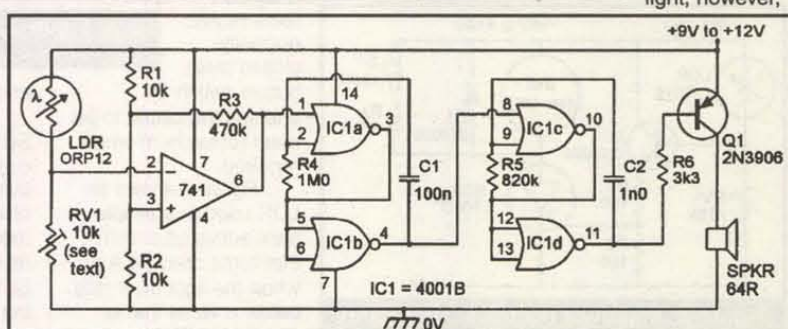 light, however,
+9V to +12V
λ
LDR
ORP12
RV1
10k
(see
text)
R1
10k
R2
10k
R3
470k
2
3
741
7
4
6
–
+
1
2
14
IC1a
3
R4
1M0
5
6
IC1b
4
7
C1
100n
IC1 = 4001B
0V
8
9
IC1c
10
R5
820k
12
13
IC1d
11
C2
1n0
R6
3k3
Q1
2N3906
SPKR
64R